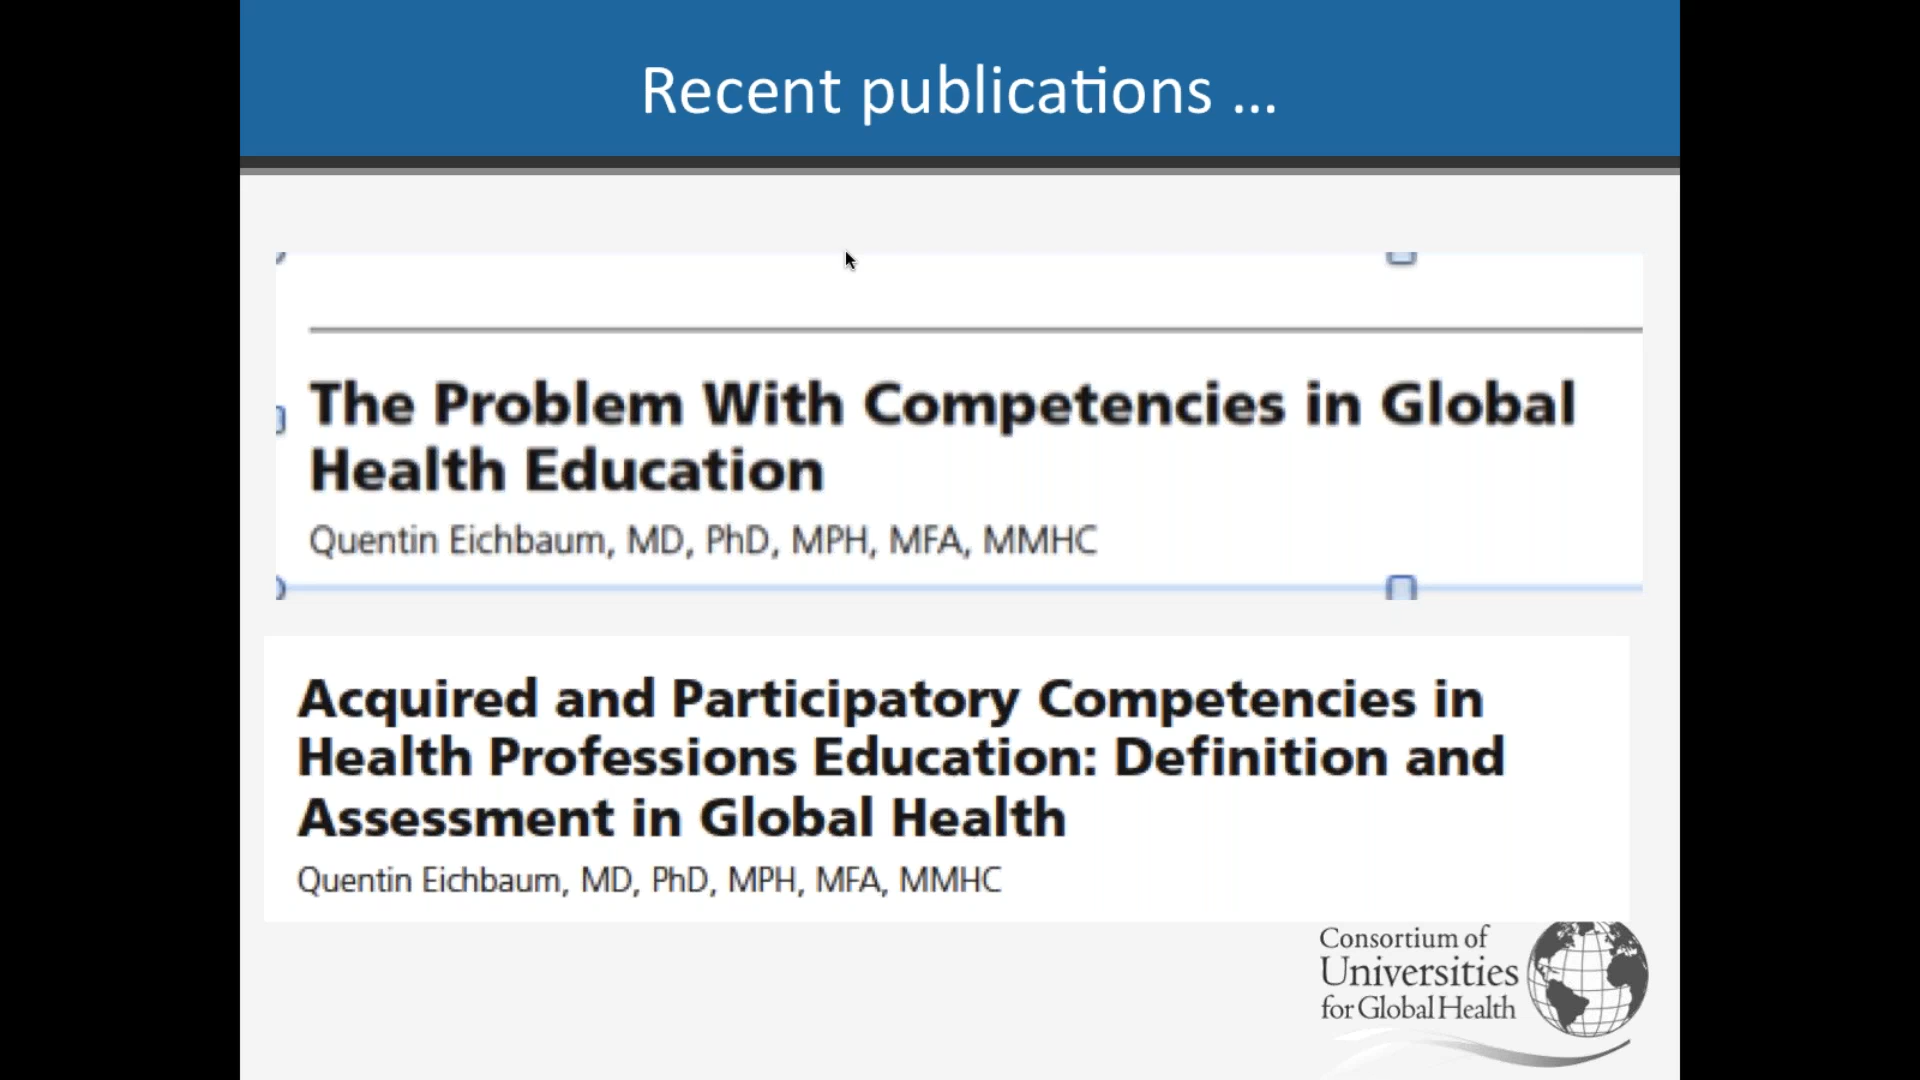 Recent publications ...
The Problem With Competencies in Global
Health Education
Quentin Eichbaum, MD, PhD, MPH, MFA, MMHC
Acquired and Participatory Competencies in
Health Professions Education: Definition and
Assessment in Global Health
Quentin Eichbaum, MD, PhD, MPH, MFA, MMHC
Consortium of
Universities
for Global Health